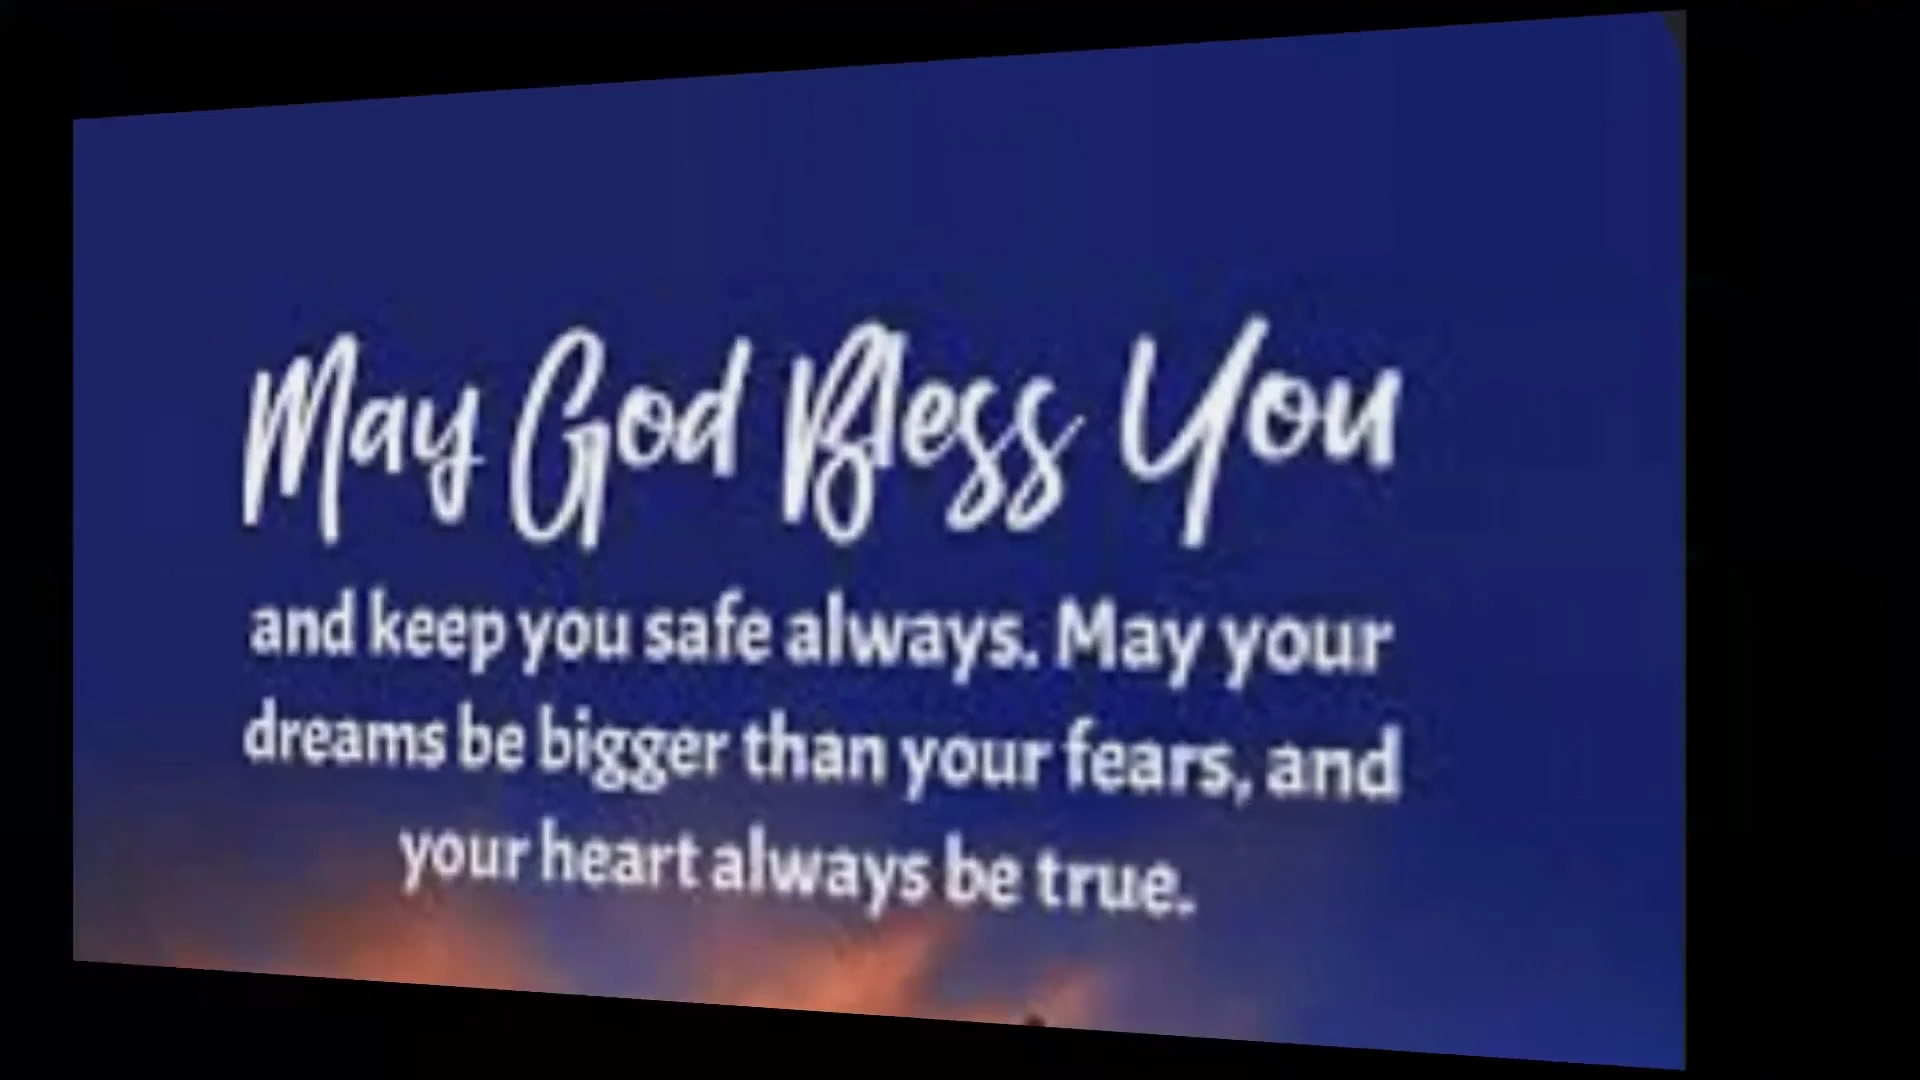 May God Bless You
and keep you safe always. May your
dreams be bigger than your fears, and
your heart always be true.